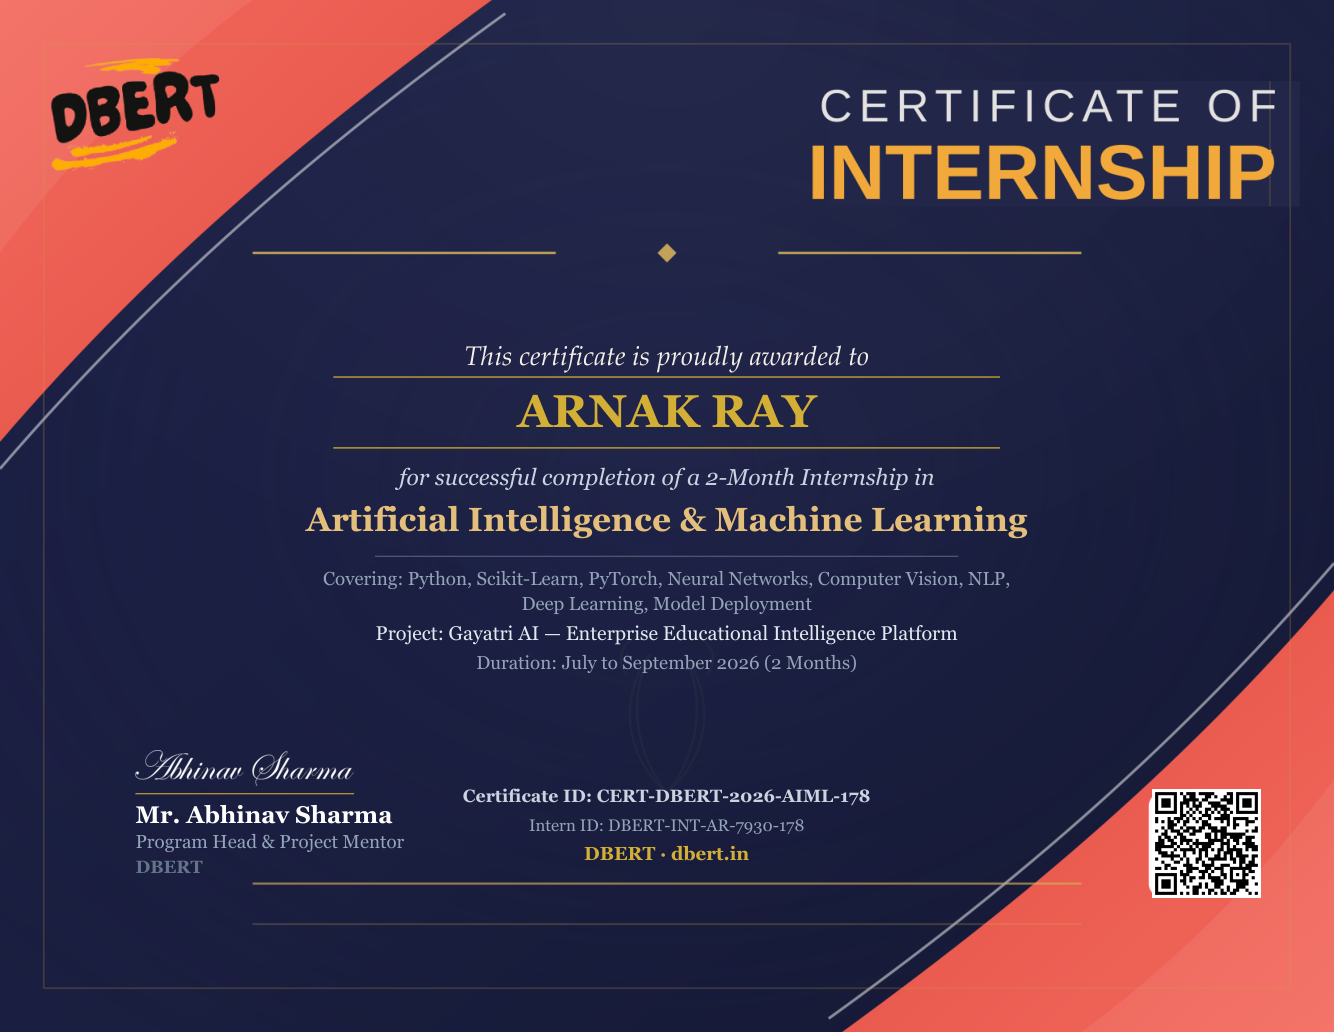 DBERT
CERTIFICATE OF
INTERNSHIP
This certificate is proudly awarded to
ARNAK RAY
for successful completion of a 2-Month Internship in
Artificial Intelligence & Machine Learning
Covering: Python, Scikit-Learn, PyTorch, Neural Networks, Computer Vision, NLP,
Deep Learning, Model Deployment
Project: Gayatri AI — Enterprise Educational Intelligence Platform
Duration: July to September 2026 (2 Months)
Abhinav Sharma
Mr. Abhinav Sharma
Program Head & Project Mentor
DBERT
Certificate ID: CERT-DBERT-2026-AIML-178
Intern ID: DBERT-INT-AR-7930-178
DBERT · dbert.in